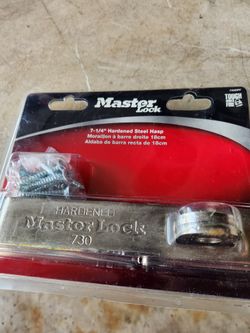 Master
Lock
TOUGH
7-1/4" Hardened Steel Hasp
Moraillon à barre droite 18cm
Aldaba de barra recta de 18cm
HARDENED
Master Lock
730